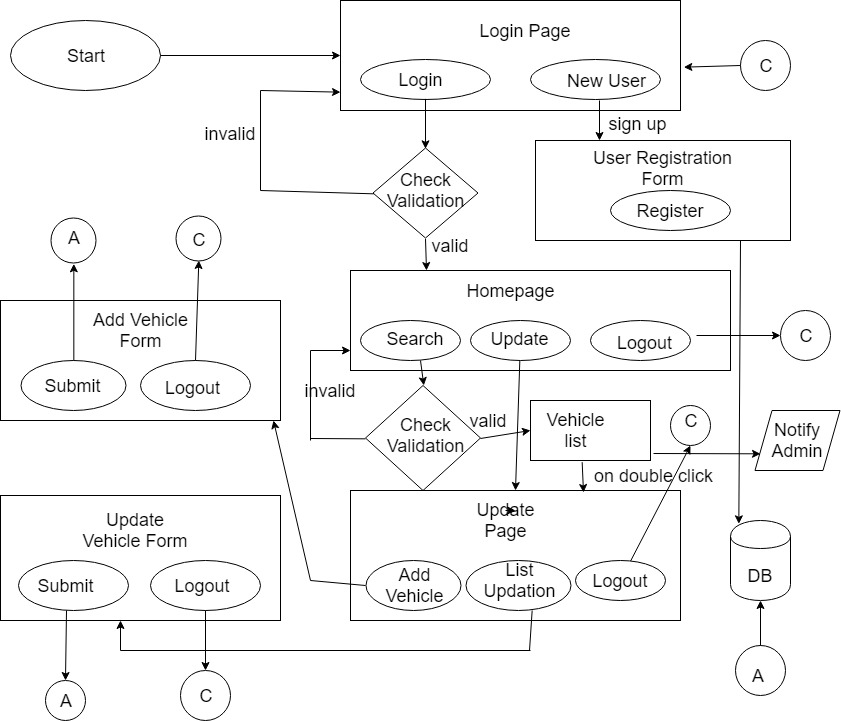 Start
Login Page
Login
New User
C
invalid
sign up
Check
Validation
User Registration
Form
Register
valid
A
C
Homepage
Search
Update
Logout
C
Add Vehicle
Form
Submit
Logout
invalid
Check
Validation
valid
Vehicle
list
C
Notify
Admin
on double click
Update
Page
Add
Vehicle
List
Updation
Logout
Update
Vehicle Form
Submit
Logout
DB
A
C
A